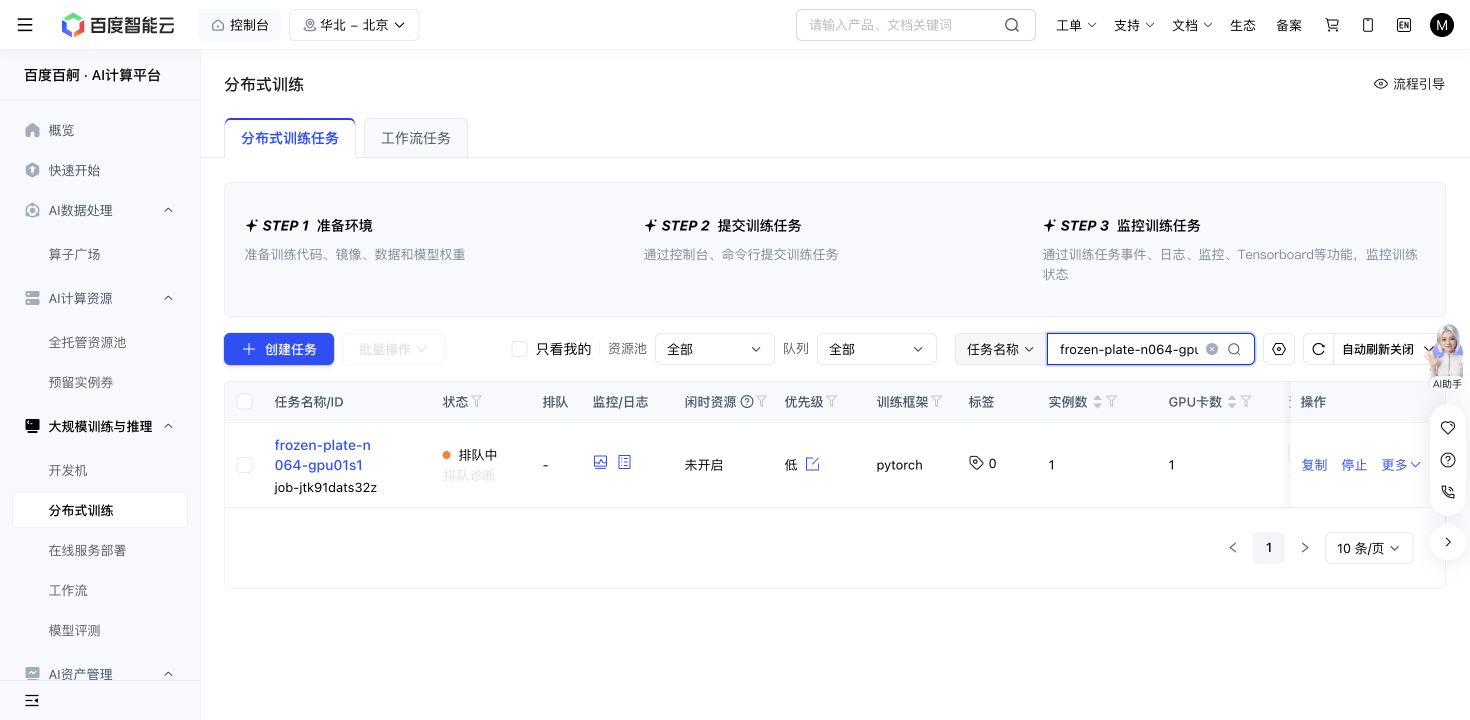 百度智能云
控制台
华北 – 北京
请输入产品、文档关键词
工单
支持
文档
生态
备案
EN
M
百度百舸 · AI计算平台
概览
快速开始
AI数据处理
算子广场
AI计算资源
全托管资源池
预留实例券
大规模训练与推理
开发机
分布式训练
在线服务部署
工作流
模型评测
AI资产管理
分布式训练
流程引导
分布式训练任务
工作流任务
STEP 1 准备环境
准备训练代码、镜像、数据和模型权重
STEP 2 提交训练任务
通过控制台、命令行提交训练任务
STEP 3 监控训练任务
通过训练任务事件、日志、监控、Tensorboard等功能，监控训练
状态
创建任务
批量操作
只看我的
资源池
全部
队列
全部
任务名称
frozen-plate-n064-gpu
自动刷新关闭
AI助手
任务名称/ID
状态
排队
监控/日志
闲时资源
优先级
训练框架
标签
实例数
GPU卡数
操作
frozen-plate-n
064-gpu01s1
job-jtk91dats32z
排队中
排队诊断
-
未开启
低
pytorch
0
1
1
复制
停止
更多
1
10 条/页